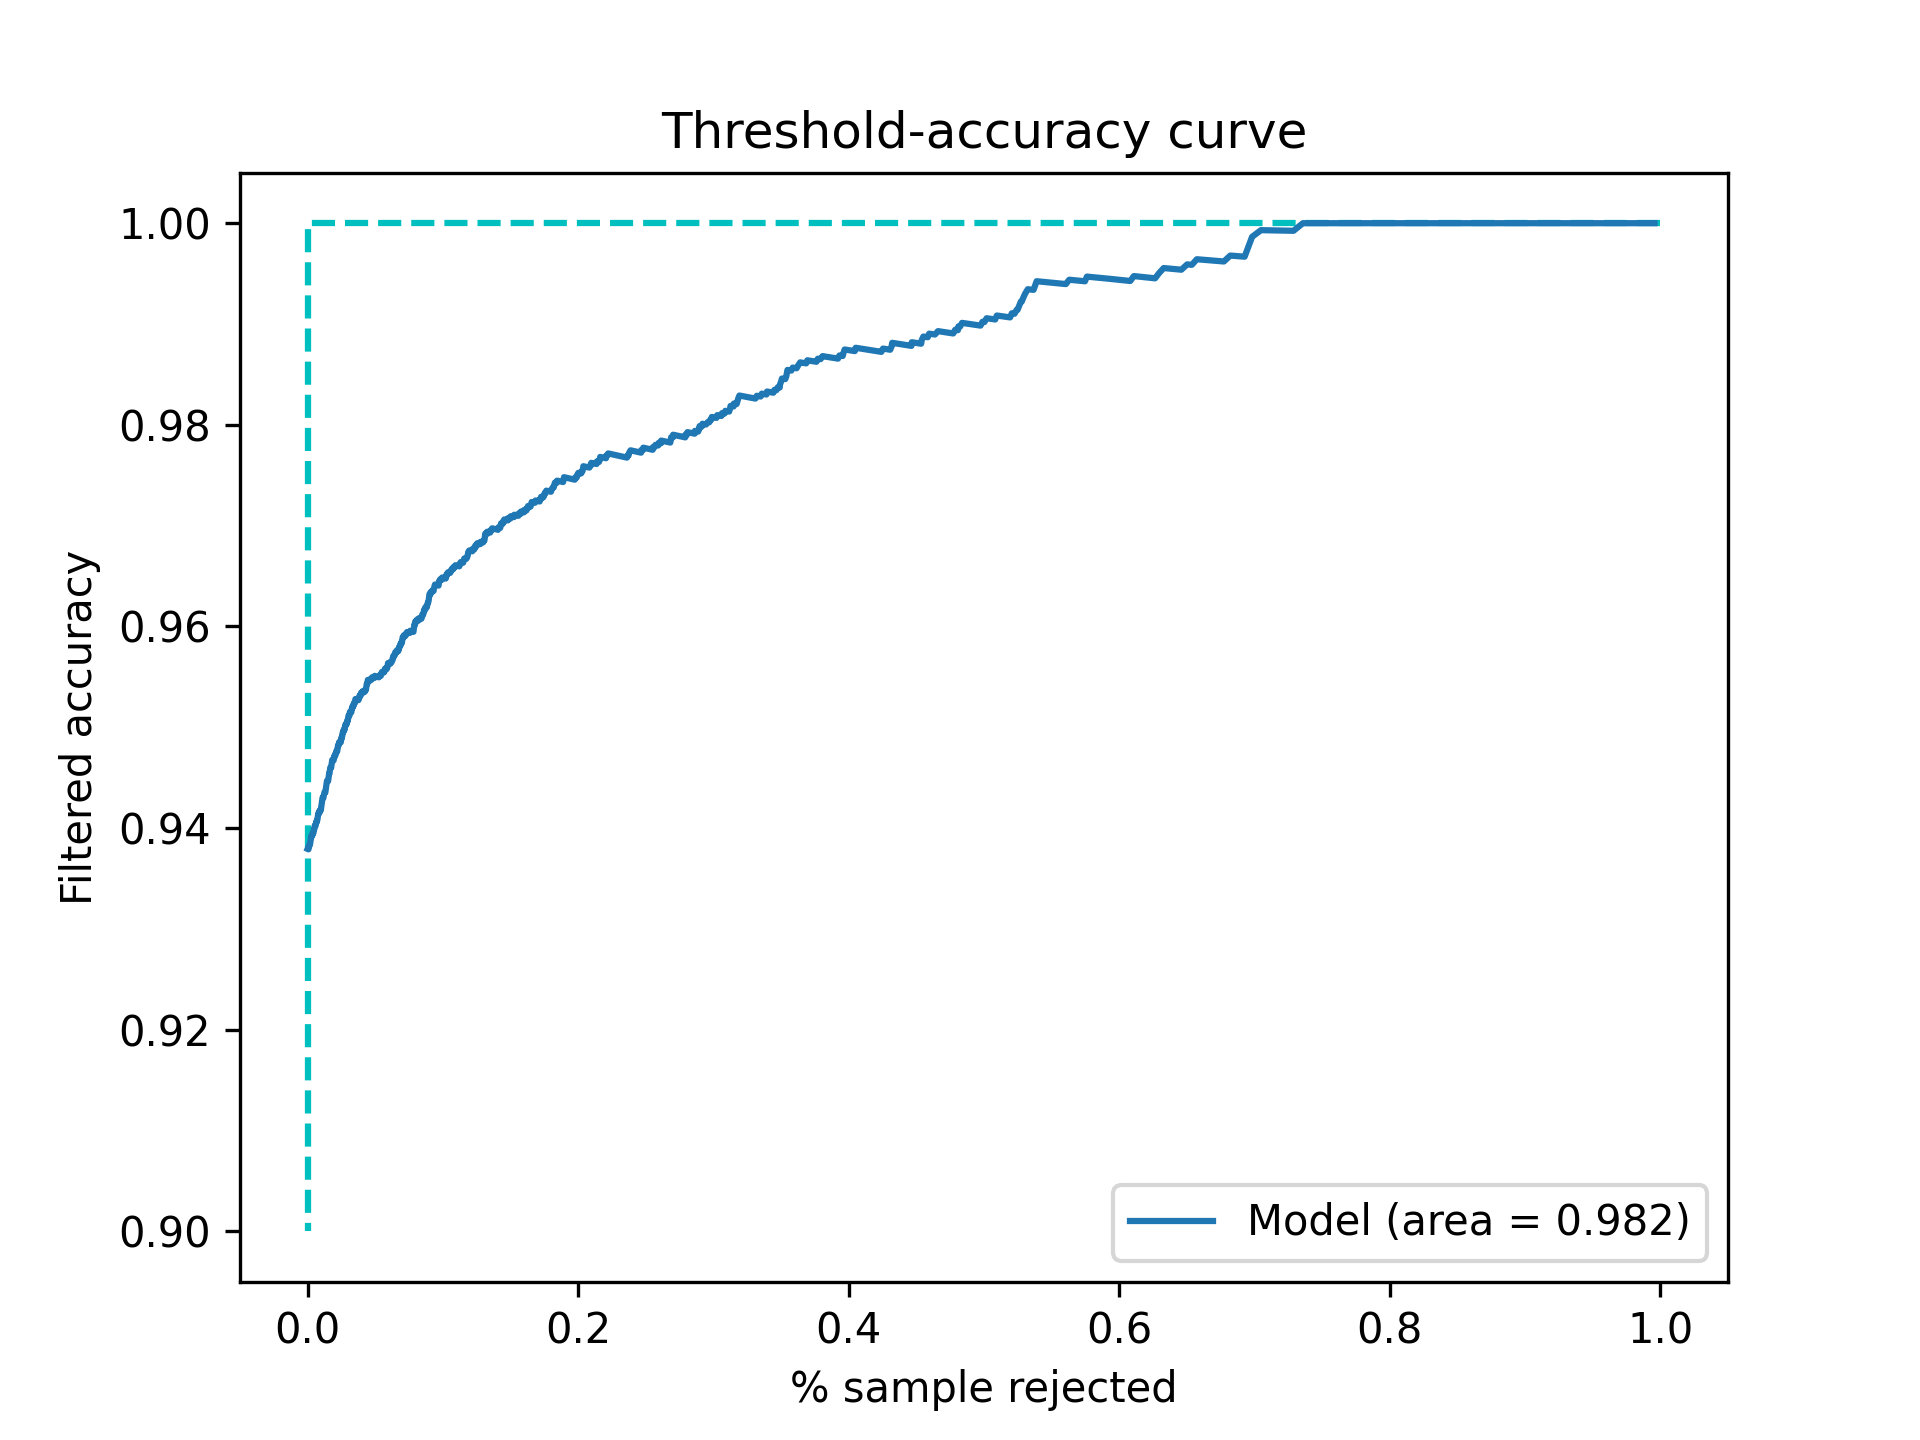 Threshold-accuracy curve
1.00
0.98
0.96
0.94
0.92
0.90
Filtered accuracy
Model (area = 0.982)
0.0 0.2 0.4 0.6 0.8 1.0
% sample rejected